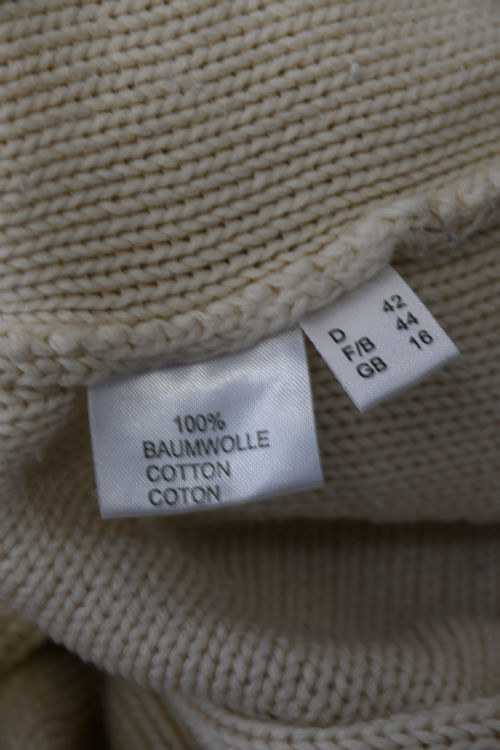 100%
BAUMWOLLE
COTTON
COTON
D 42
F/B 44
GB 16